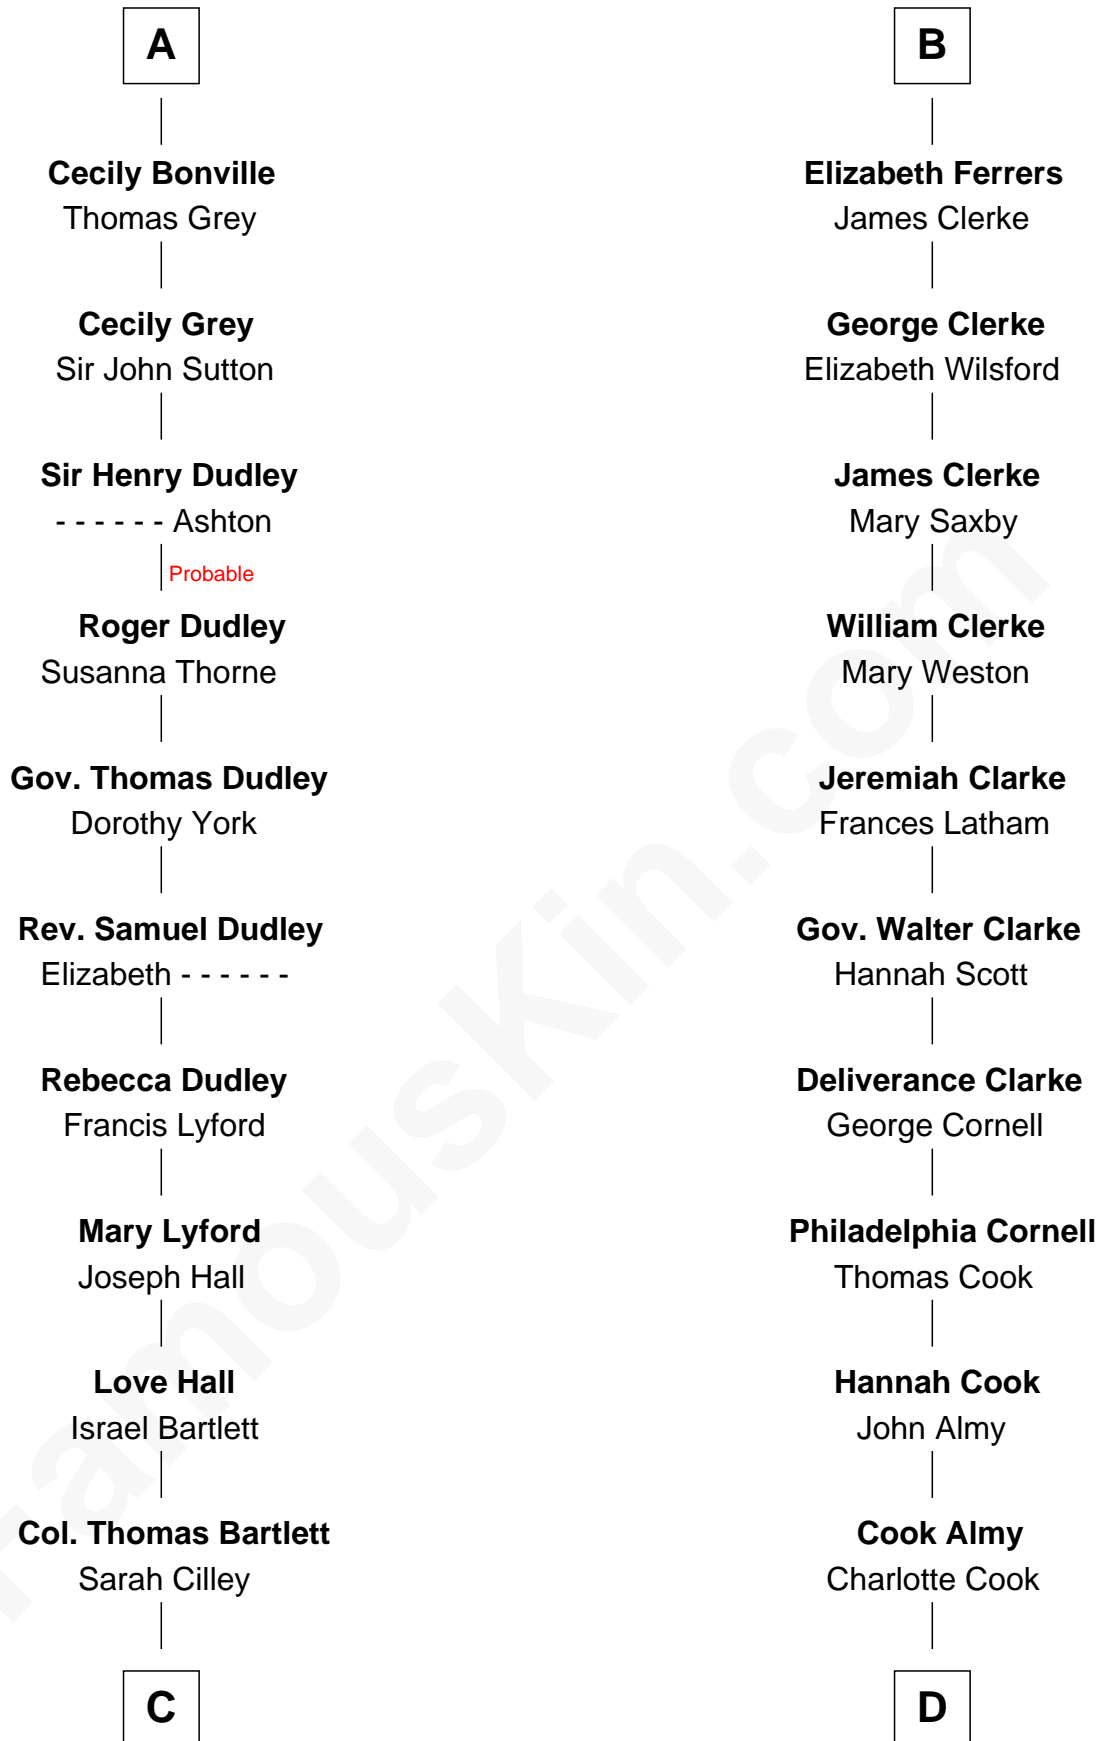 A
Cecily Bonville
Thomas Grey
Cecily Grey
Sir John Sutton
Sir Henry Dudley
- - - - - - Ashton
Probable
Roger Dudley
Susanna Thorne
Gov. Thomas Dudley
Dorothy York
Rev. Samuel Dudley
Elizabeth - - - - - -
Rebecca Dudley
Francis Lyford
Mary Lyford
Joseph Hall
Love Hall
Israel Bartlett
Col. Thomas Bartlett
Sarah Cilley
C
B
Elizabeth Ferrers
James Clerke
George Clerke
Elizabeth Wilsford
James Clerke
Mary Saxby
William Clerke
Mary Weston
Jeremiah Clarke
Frances Latham
Gov. Walter Clarke
Hannah Scott
Deliverance Clarke
George Cornell
Philadelphia Cornell
Thomas Cook
Hannah Cook
John Almy
Cook Almy
Charlotte Cook
D
FamousKin.com